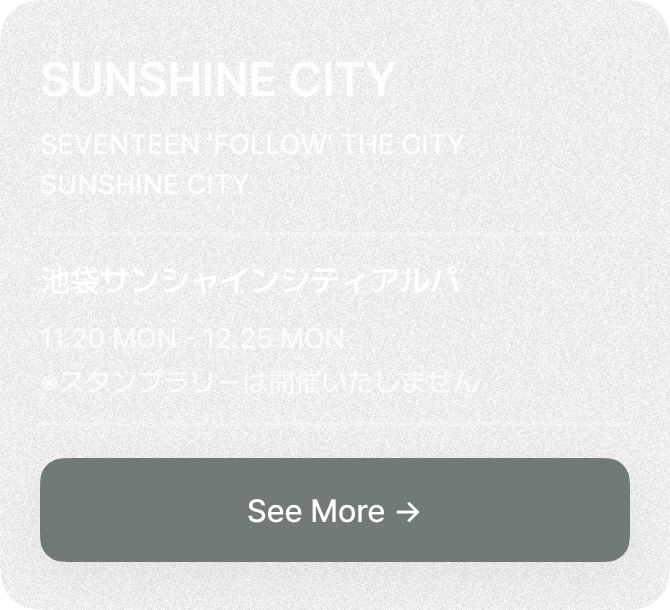 SUNSHINE CITY
SEVENTEEN 'FOLLOW' THE CITY
SUNSHINE CITY
池袋サンシャインシティアルパ
11.20 MON - 12.25 MON
※スタンプラリーは開催いたしません
See More →